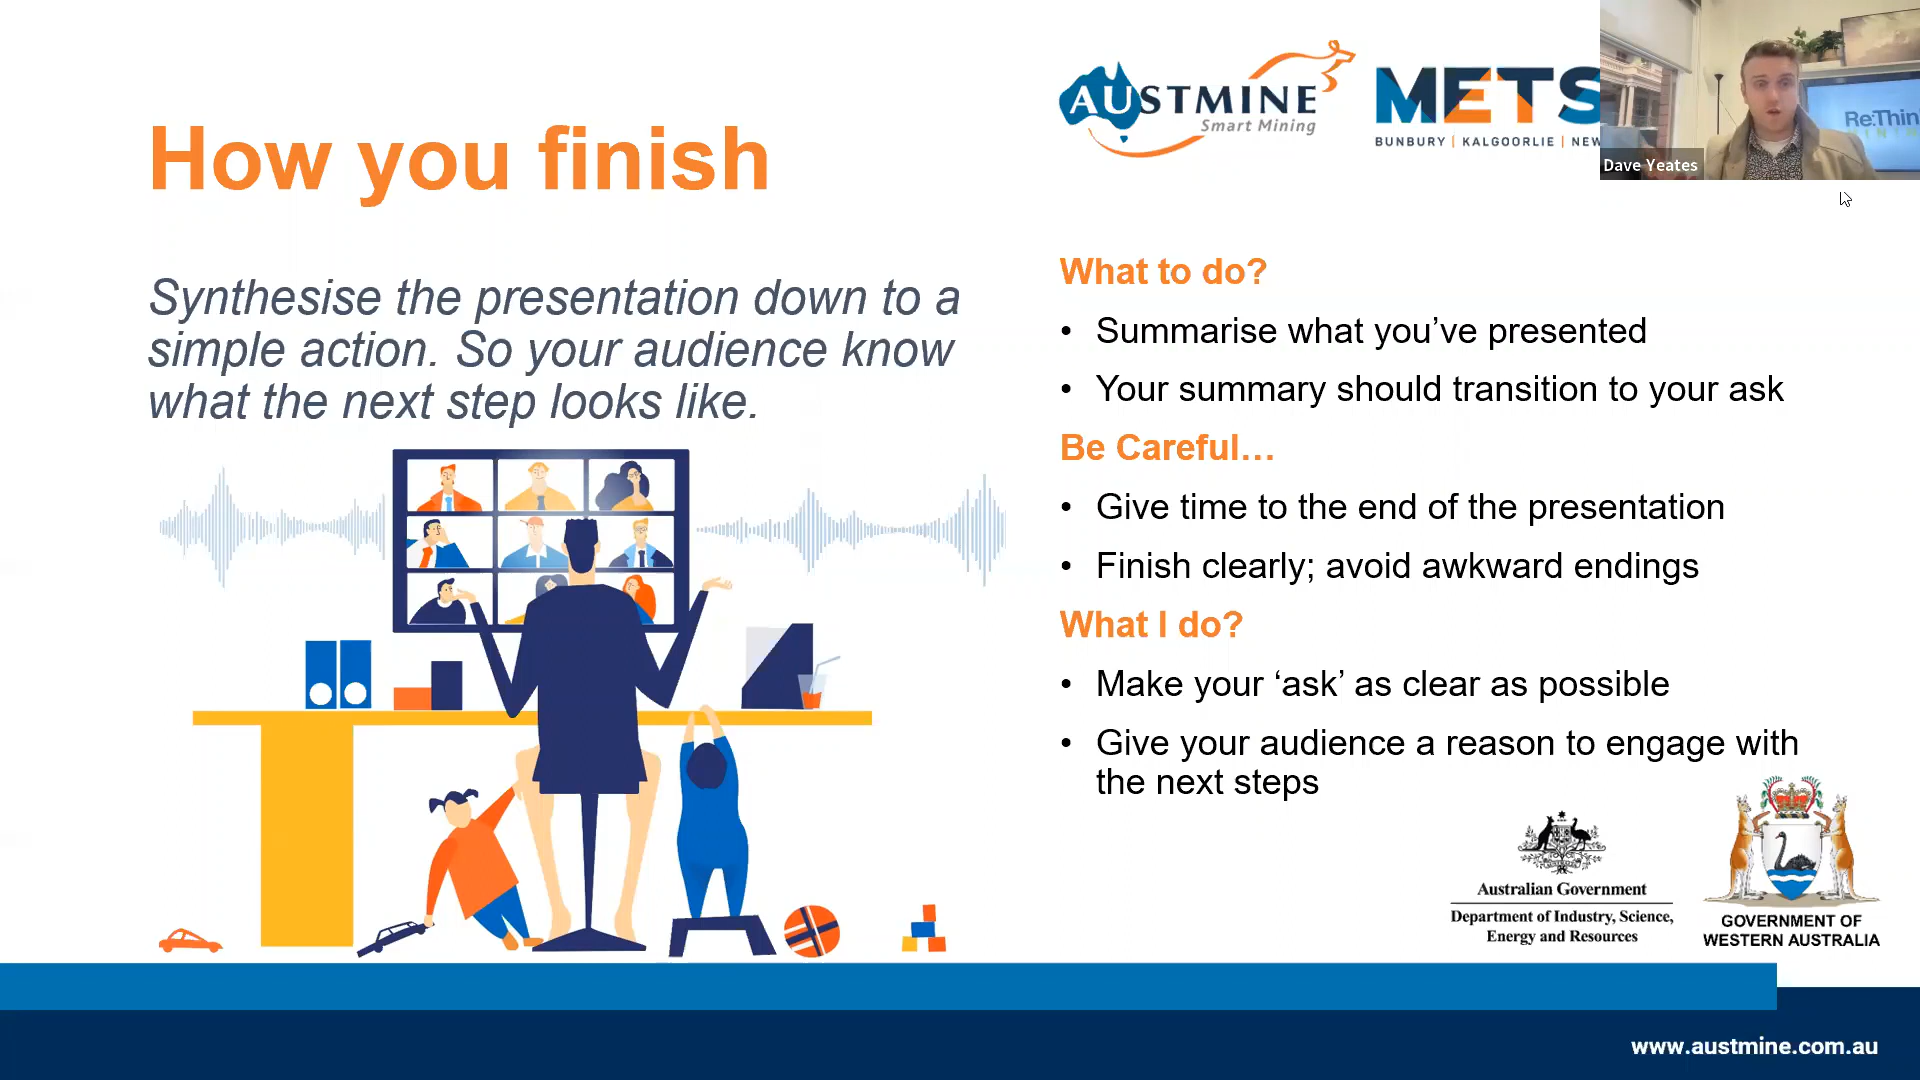 How you finish
Synthesise the presentation down to a
simple action. So your audience know
what the next step looks like.
AUSTMINE
Smart Mining
METS
BUNBURY | KALGOORLIE | NEW
Re:Thin
Dave Yeates
What to do?
• Summarise what you’ve presented
• Your summary should transition to your ask
Be Careful…
• Give time to the end of the presentation
• Finish clearly; avoid awkward endings
What I do?
• Make your ‘ask’ as clear as possible
• Give your audience a reason to engage with
the next steps
Australian Government
Department of Industry, Science,
Energy and Resources
GOVERNMENT OF
WESTERN AUSTRALIA
www.austmine.com.au